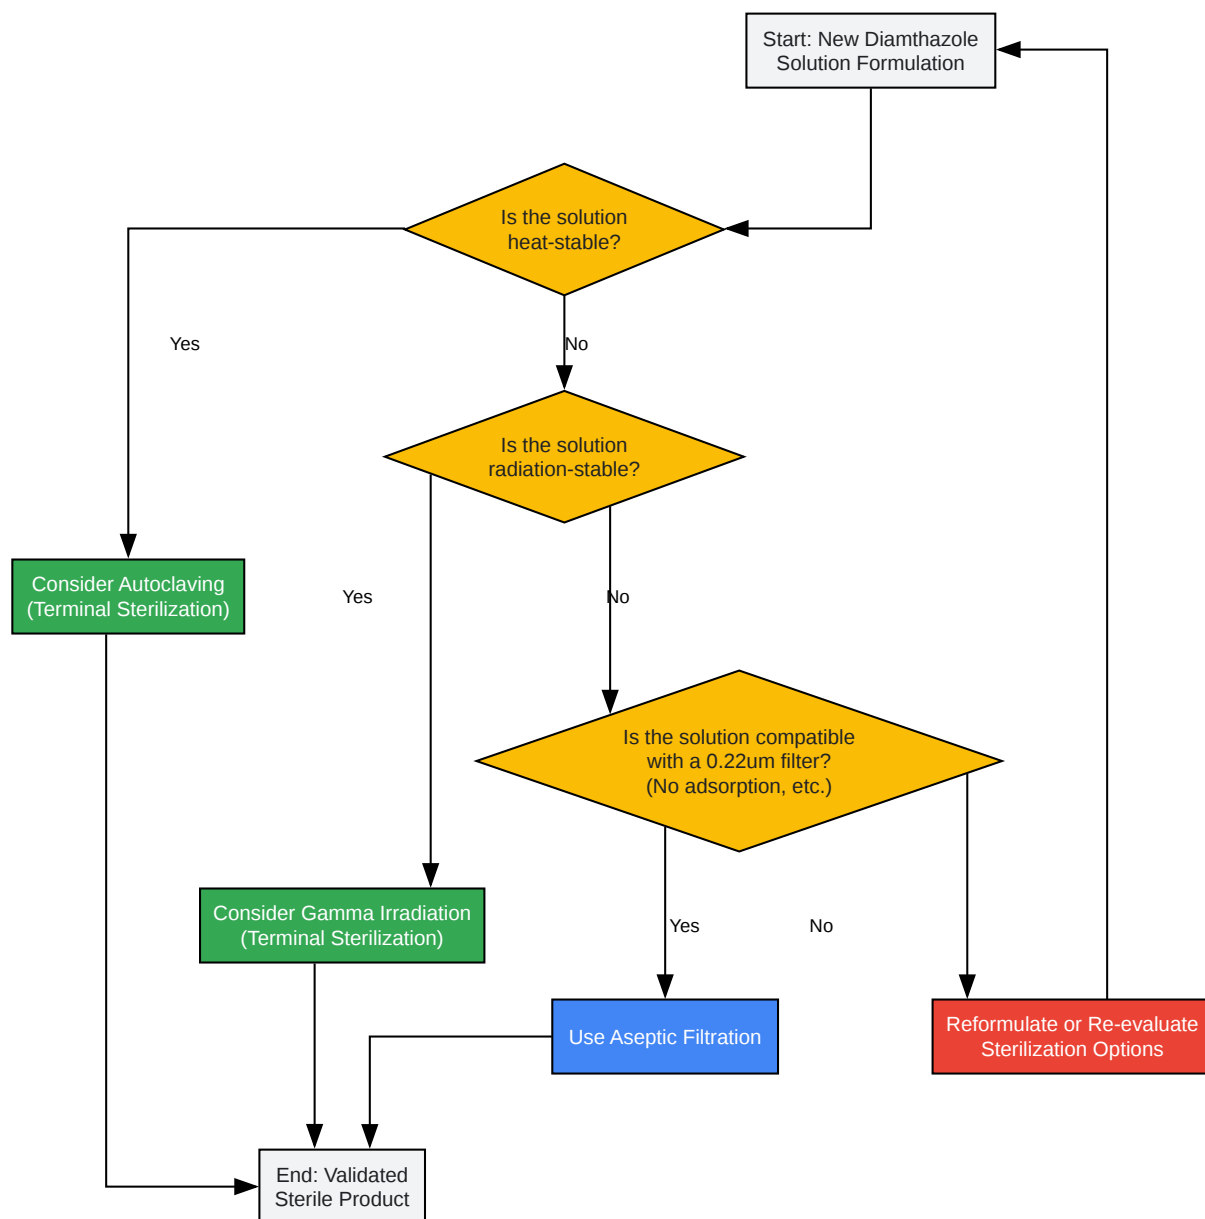 Start: New Diamthazole
Solution Formulation
Is the solution
heat-stable?
Yes
No
Is the solution
radiation-stable?
Consider Autoclaving
(Terminal Sterilization)
Yes
No
Is the solution compatible
with a 0.22um filter?
(No adsorption, etc.)
Consider Gamma Irradiation
(Terminal Sterilization)
Yes
No
Use Aseptic Filtration
Reformulate or Re-evaluate
Sterilization Options
End: Validated
Sterile Product